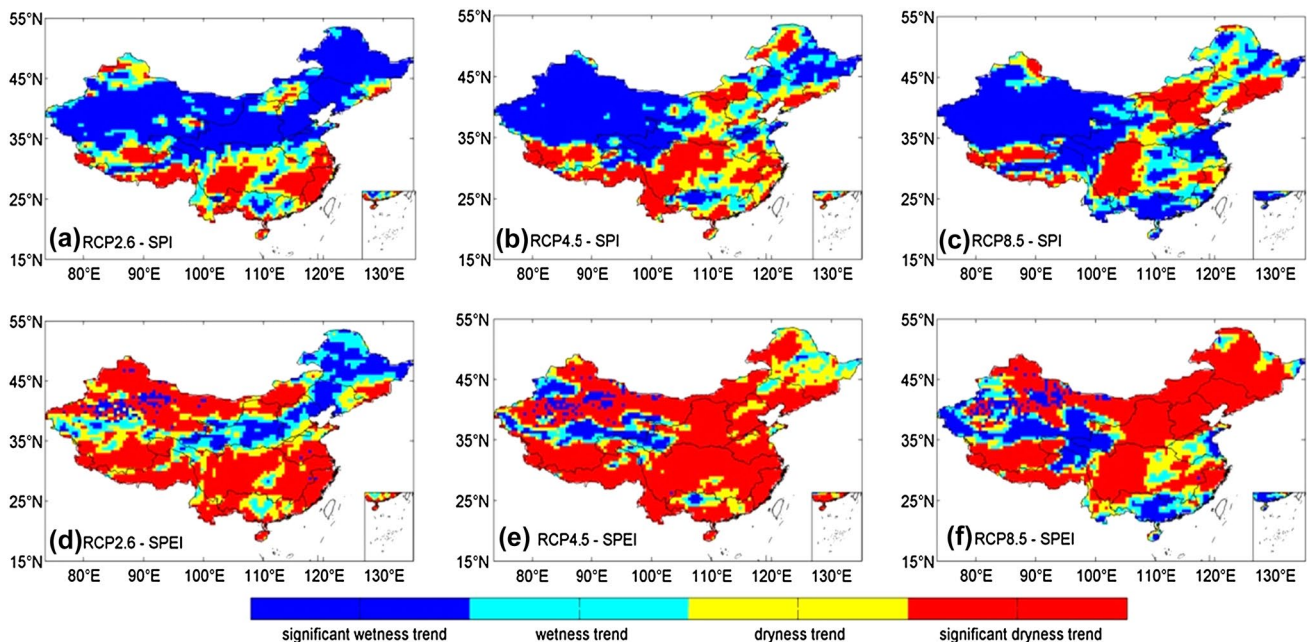 55°N 55°N 55°N
45°N 45°N 45°N
35°N 35°N 35°N
25°N 25°N 25°N
(a) RCP2.6 - SPI (b) RCP4.5 - SPI (c) RCP8.5 - SPI
15°N 15°N 15°N
80°E 90°E 100°E 110°E 120°E 130°E 80°E 90°E 100°E 110°E 120°E 130°E 80°E 90°E 100°E 110°E 120°E 130°E
55°N 55°N 55°N
45°N 45°N 45°N
35°N 35°N 35°N
25°N 25°N 25°N
(d) RCP2.6 - SPEI (e) RCP4.5 - SPEI (f) RCP8.5 - SPEI
15°N 15°N 15°N
80°E 90°E 100°E 110°E 120°E 130°E 80°E 90°E 100°E 110°E 120°E 130°E 80°E 90°E 100°E 110°E 120°E 130°E
significant wetness trend wetness trend dryness trend significant dryness trend